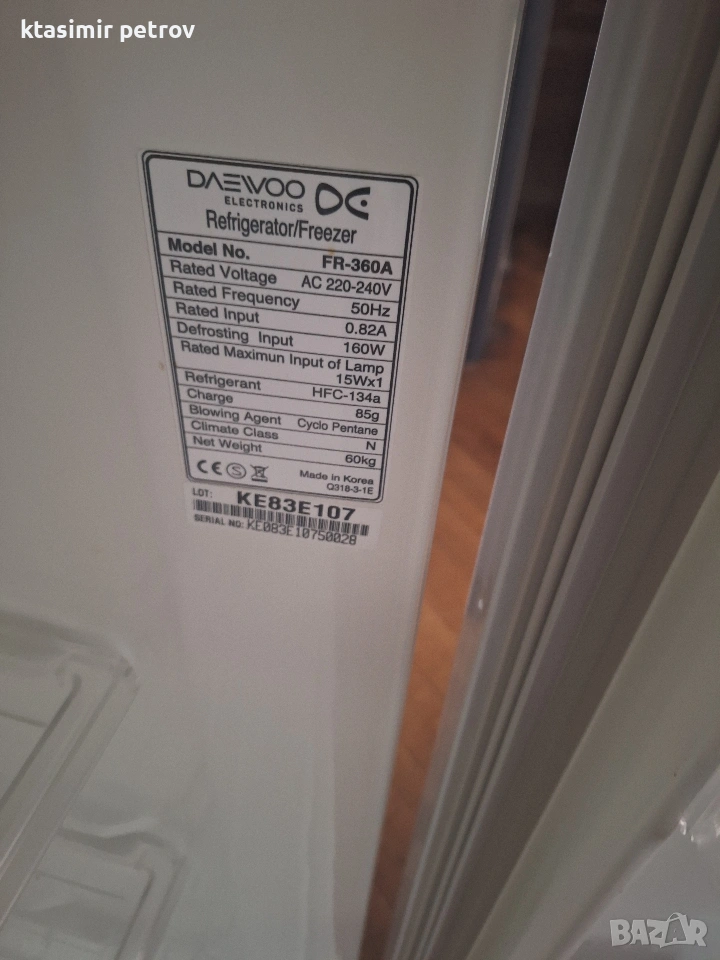 ktasimir petrov
DAEWOO
ELECTRONICS
Refrigerator/Freezer
Model No. FR-360A
Rated Voltage AC 220-240V
Rated Frequency 50Hz
Rated Input 0.82A
Defrosting Input 160W
Rated Maximun Input of Lamp
15Wx1
Refrigerant HFC-134a
Charge 85g
Blowing Agent Cyclo Pentane
Climate Class N
Net Weight 60kg
CE S Made in Korea
Q318-3-1E
LOT: KE83E107
SERIAL NO: KE083E10750028
BAZAR